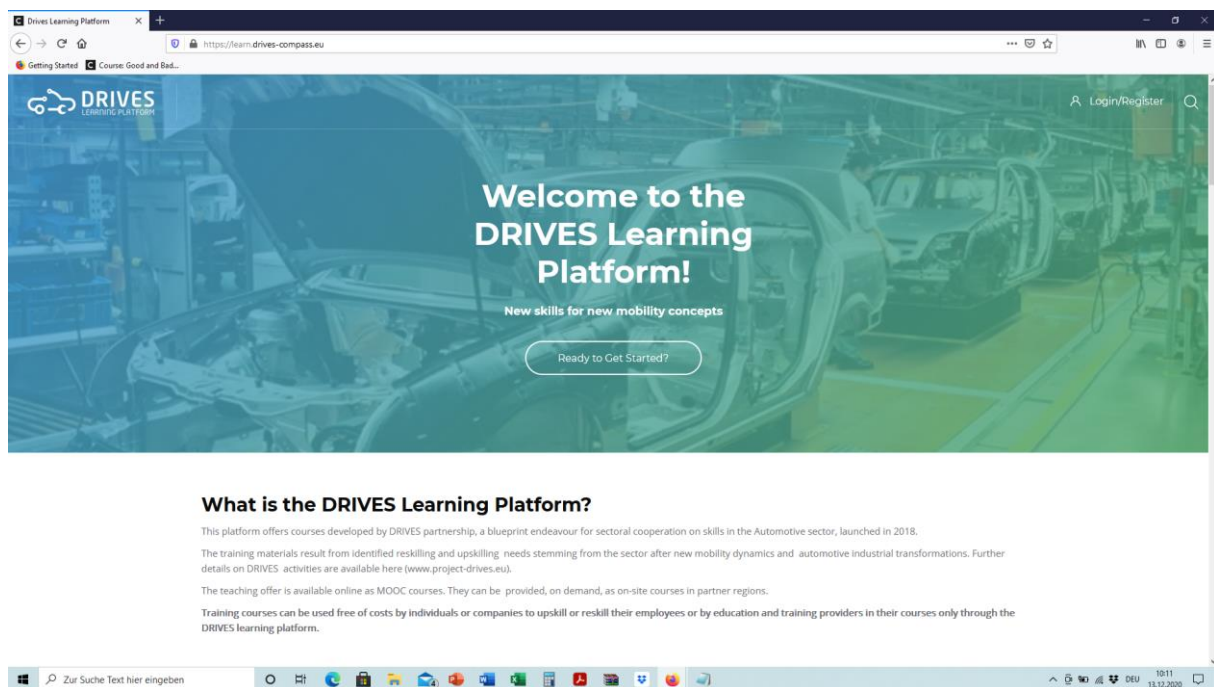 Drives Learning Platform
https://learn.drives-compass.eu
Getting Started Course: Good and Bad...
DRIVES
LEARNING PLATFORM
Login/Register
Welcome to the
DRIVES Learning
Platform!
New skills for new mobility concepts
Ready to Get Started?
What is the DRIVES Learning Platform?
This platform offers courses developed by DRIVES partnership, a blueprint endeavour for sectoral cooperation on skills in the Automotive sector, launched in 2018.
The training materials result from identified reskilling and upskilling needs stemming from the sector after new mobility dynamics and automotive industrial transformations. Further
details on DRIVES activities are available here (www.project-drives.eu).
The teaching offer is available online as MOOC courses. They can be provided, on demand, as on-site courses in partner regions.
Training courses can be used free of costs by individuals or companies to upskill or reskill their employees or by education and training providers in their courses only through the
DRIVES learning platform.
Zur Suche Text hier eingeben
DEU
10:11
13.12.2020